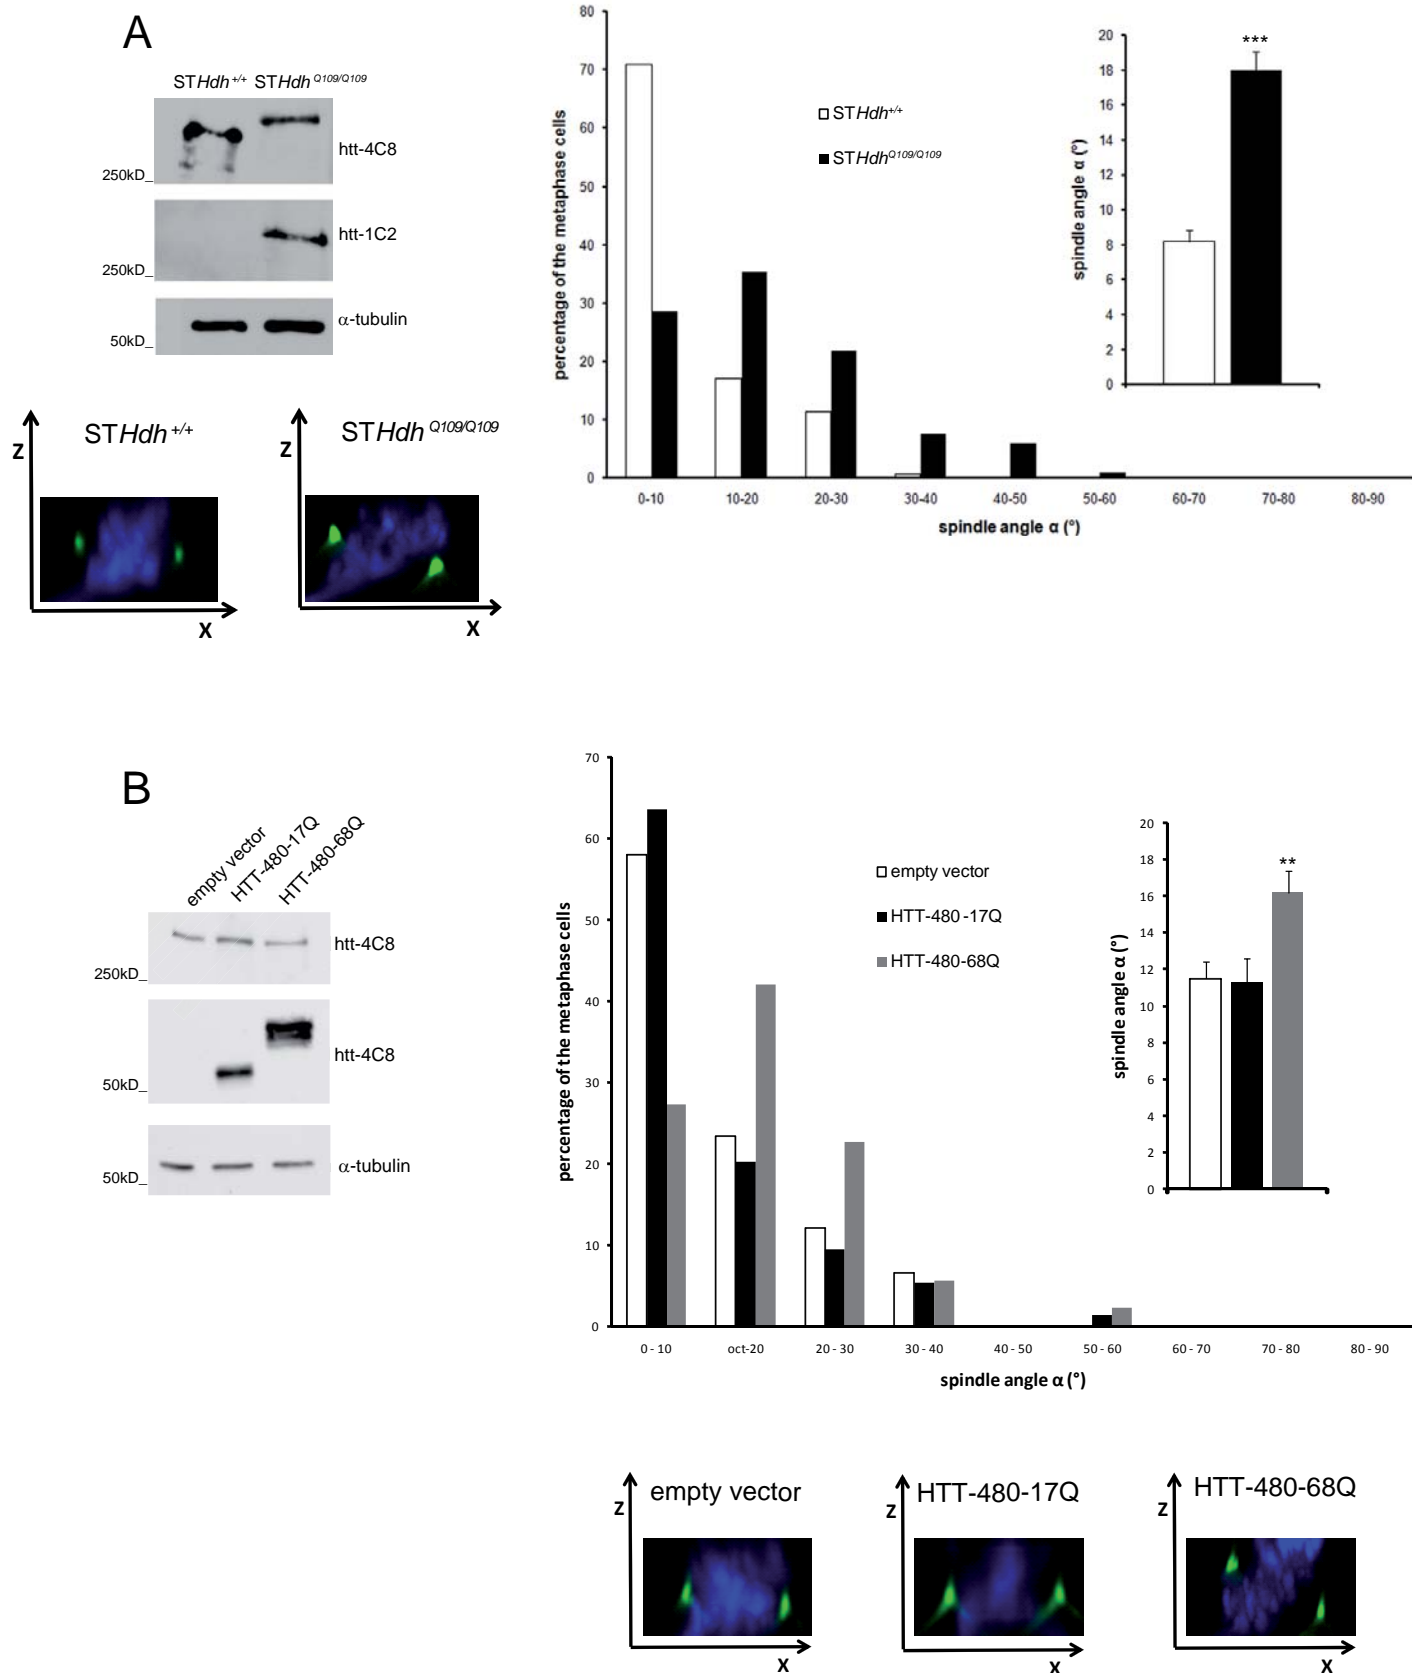 A
STHdh+/+ STHdh Q109/Q109
htt-4C8
250kD_
htt-1C2
250kD_
α-tubulin
50kD_
80
70
60
50
40
30
20
10
0
percentage of the metaphase cells
STHdh+/+
STHdhQ109/Q109
0-10 10-20 20-30 30-40 40-50 50-60 60-70 70-80 80-90
spindle angle α (°)
20
18
16
14
12
10
8
6
4
2
0
spindle angle α (°)
***
Z
STHdh+/+
X
Z
STHdh Q109/Q109
X
B
empty vector
HTT-480-17Q
HTT-480-68Q
htt-4C8
250kD_
htt-4C8
50kD_
α-tubulin
50kD_
70
60
50
40
30
20
10
0
percentage of the metaphase cells
empty vector
HTT-480 -17Q
HTT-480-68Q
0 - 10 oct-20 20 - 30 30 - 40 40 - 50 50 - 60 60 - 70 70 - 80 80 - 90
spindle angle α (°)
20
18
16
14
12
10
8
6
4
2
0
spindle angle α (°)
**
Z
empty vector
X
Z
HTT-480-17Q
X
Z
HTT-480-68Q
X